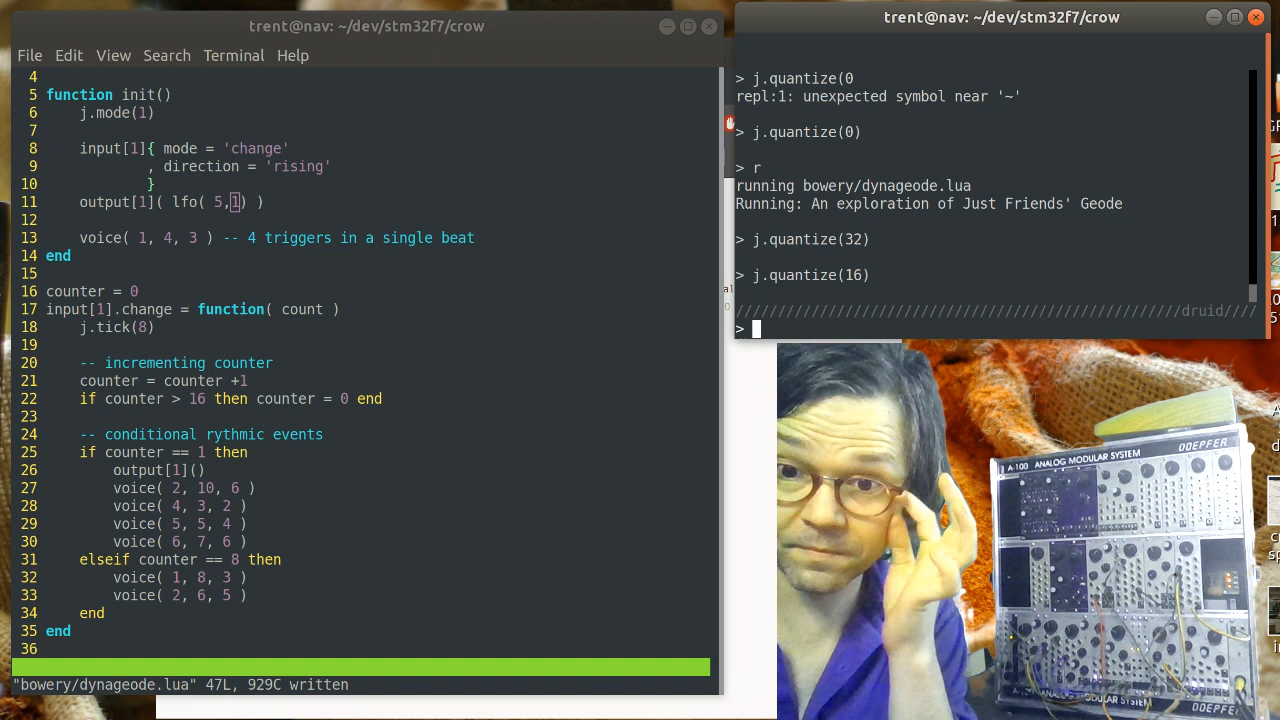 trent@nav: ~/dev/stm32f7/crow
File Edit View Search Terminal Help
4
5 function init()
6 j.mode(1)
7
8 input[1]{ mode = 'change'
9 , direction = 'rising'
10 }
11 output[1]( lfo( 5,1) )
12
13 voice( 1, 4, 3 ) -- 4 triggers in a single beat
14 end
15
16 counter = 0
17 input[1].change = function( count )
18 j.tick(8)
19
20 -- incrementing counter
21 counter = counter +1
22 if counter > 16 then counter = 0 end
23
24 -- conditional rythmic events
25 if counter == 1 then
26 output[1]()
27 voice( 2, 10, 6 )
28 voice( 4, 3, 2 )
29 voice( 5, 5, 4 )
30 voice( 6, 7, 6 )
31 elseif counter == 8 then
32 voice( 1, 8, 3 )
33 voice( 2, 6, 5 )
34 end
35 end
36
"bowery/dynageode.lua" 47L, 929C written
trent@nav: ~/dev/stm32f7/crow
> j.quantize(0
repl:1: unexpected symbol near '~'
> j.quantize(0)
> r
running bowery/dynageode.lua
Running: An exploration of Just Friends' Geode
> j.quantize(32)
> j.quantize(16)
/////////////////////////////////////////////////////druid////
>
A-100 ANALOG MODULAR SYSTEM DOEPFER
ANALOG MODULAR SYSTEM DOEPFER